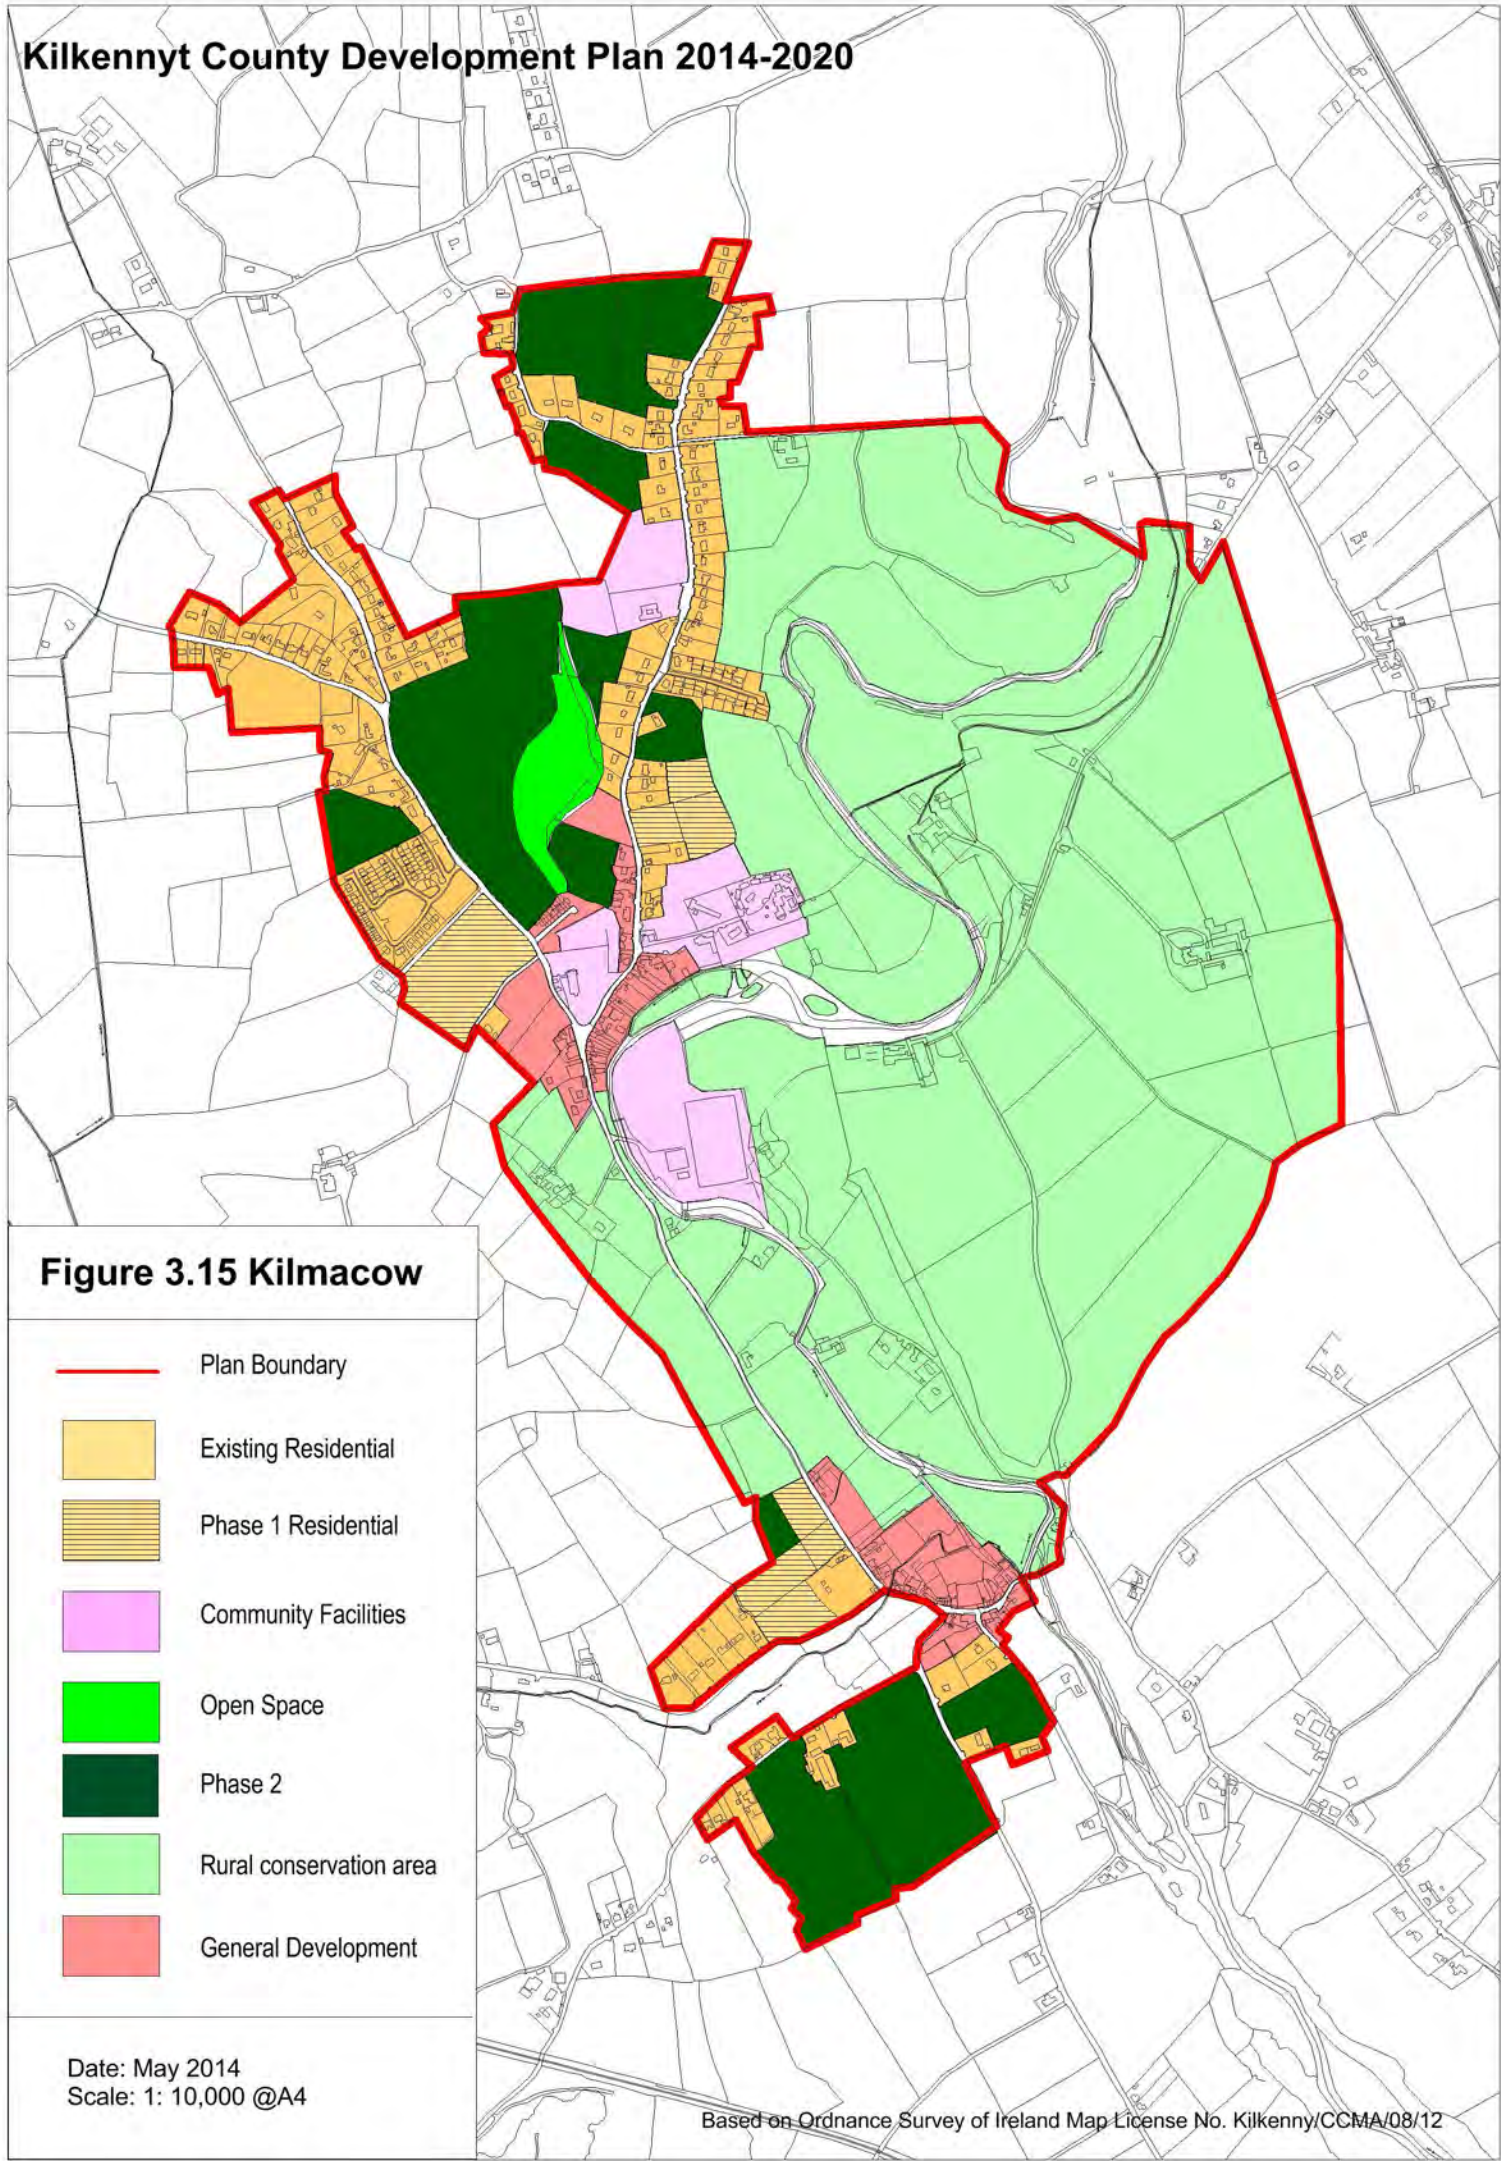 Kilkennyt County Development Plan 2014-2020
Figure 3.15 Kilmacow
Plan Boundary
Existing Residential
Phase 1 Residential
Community Facilities
Open Space
Phase 2
Rural conservation area
General Development
Date: May 2014
Scale: 1: 10,000 @A4
Based on Ordnance Survey of Ireland Map License No. Kilkenny/CCMA/08/12